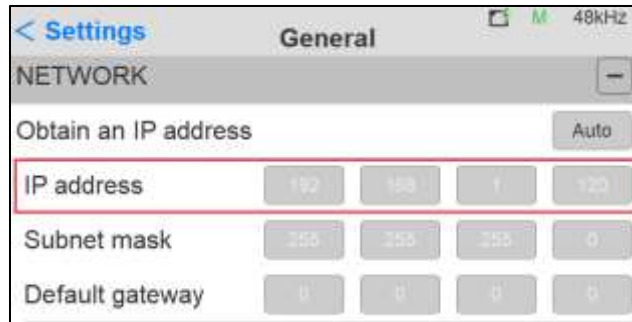 < Settings General M 48kHz
NETWORK −
Obtain an IP address Auto
IP address 192 168 1 120
Subnet mask 255 255 255 0
Default gateway 0 0 0 0